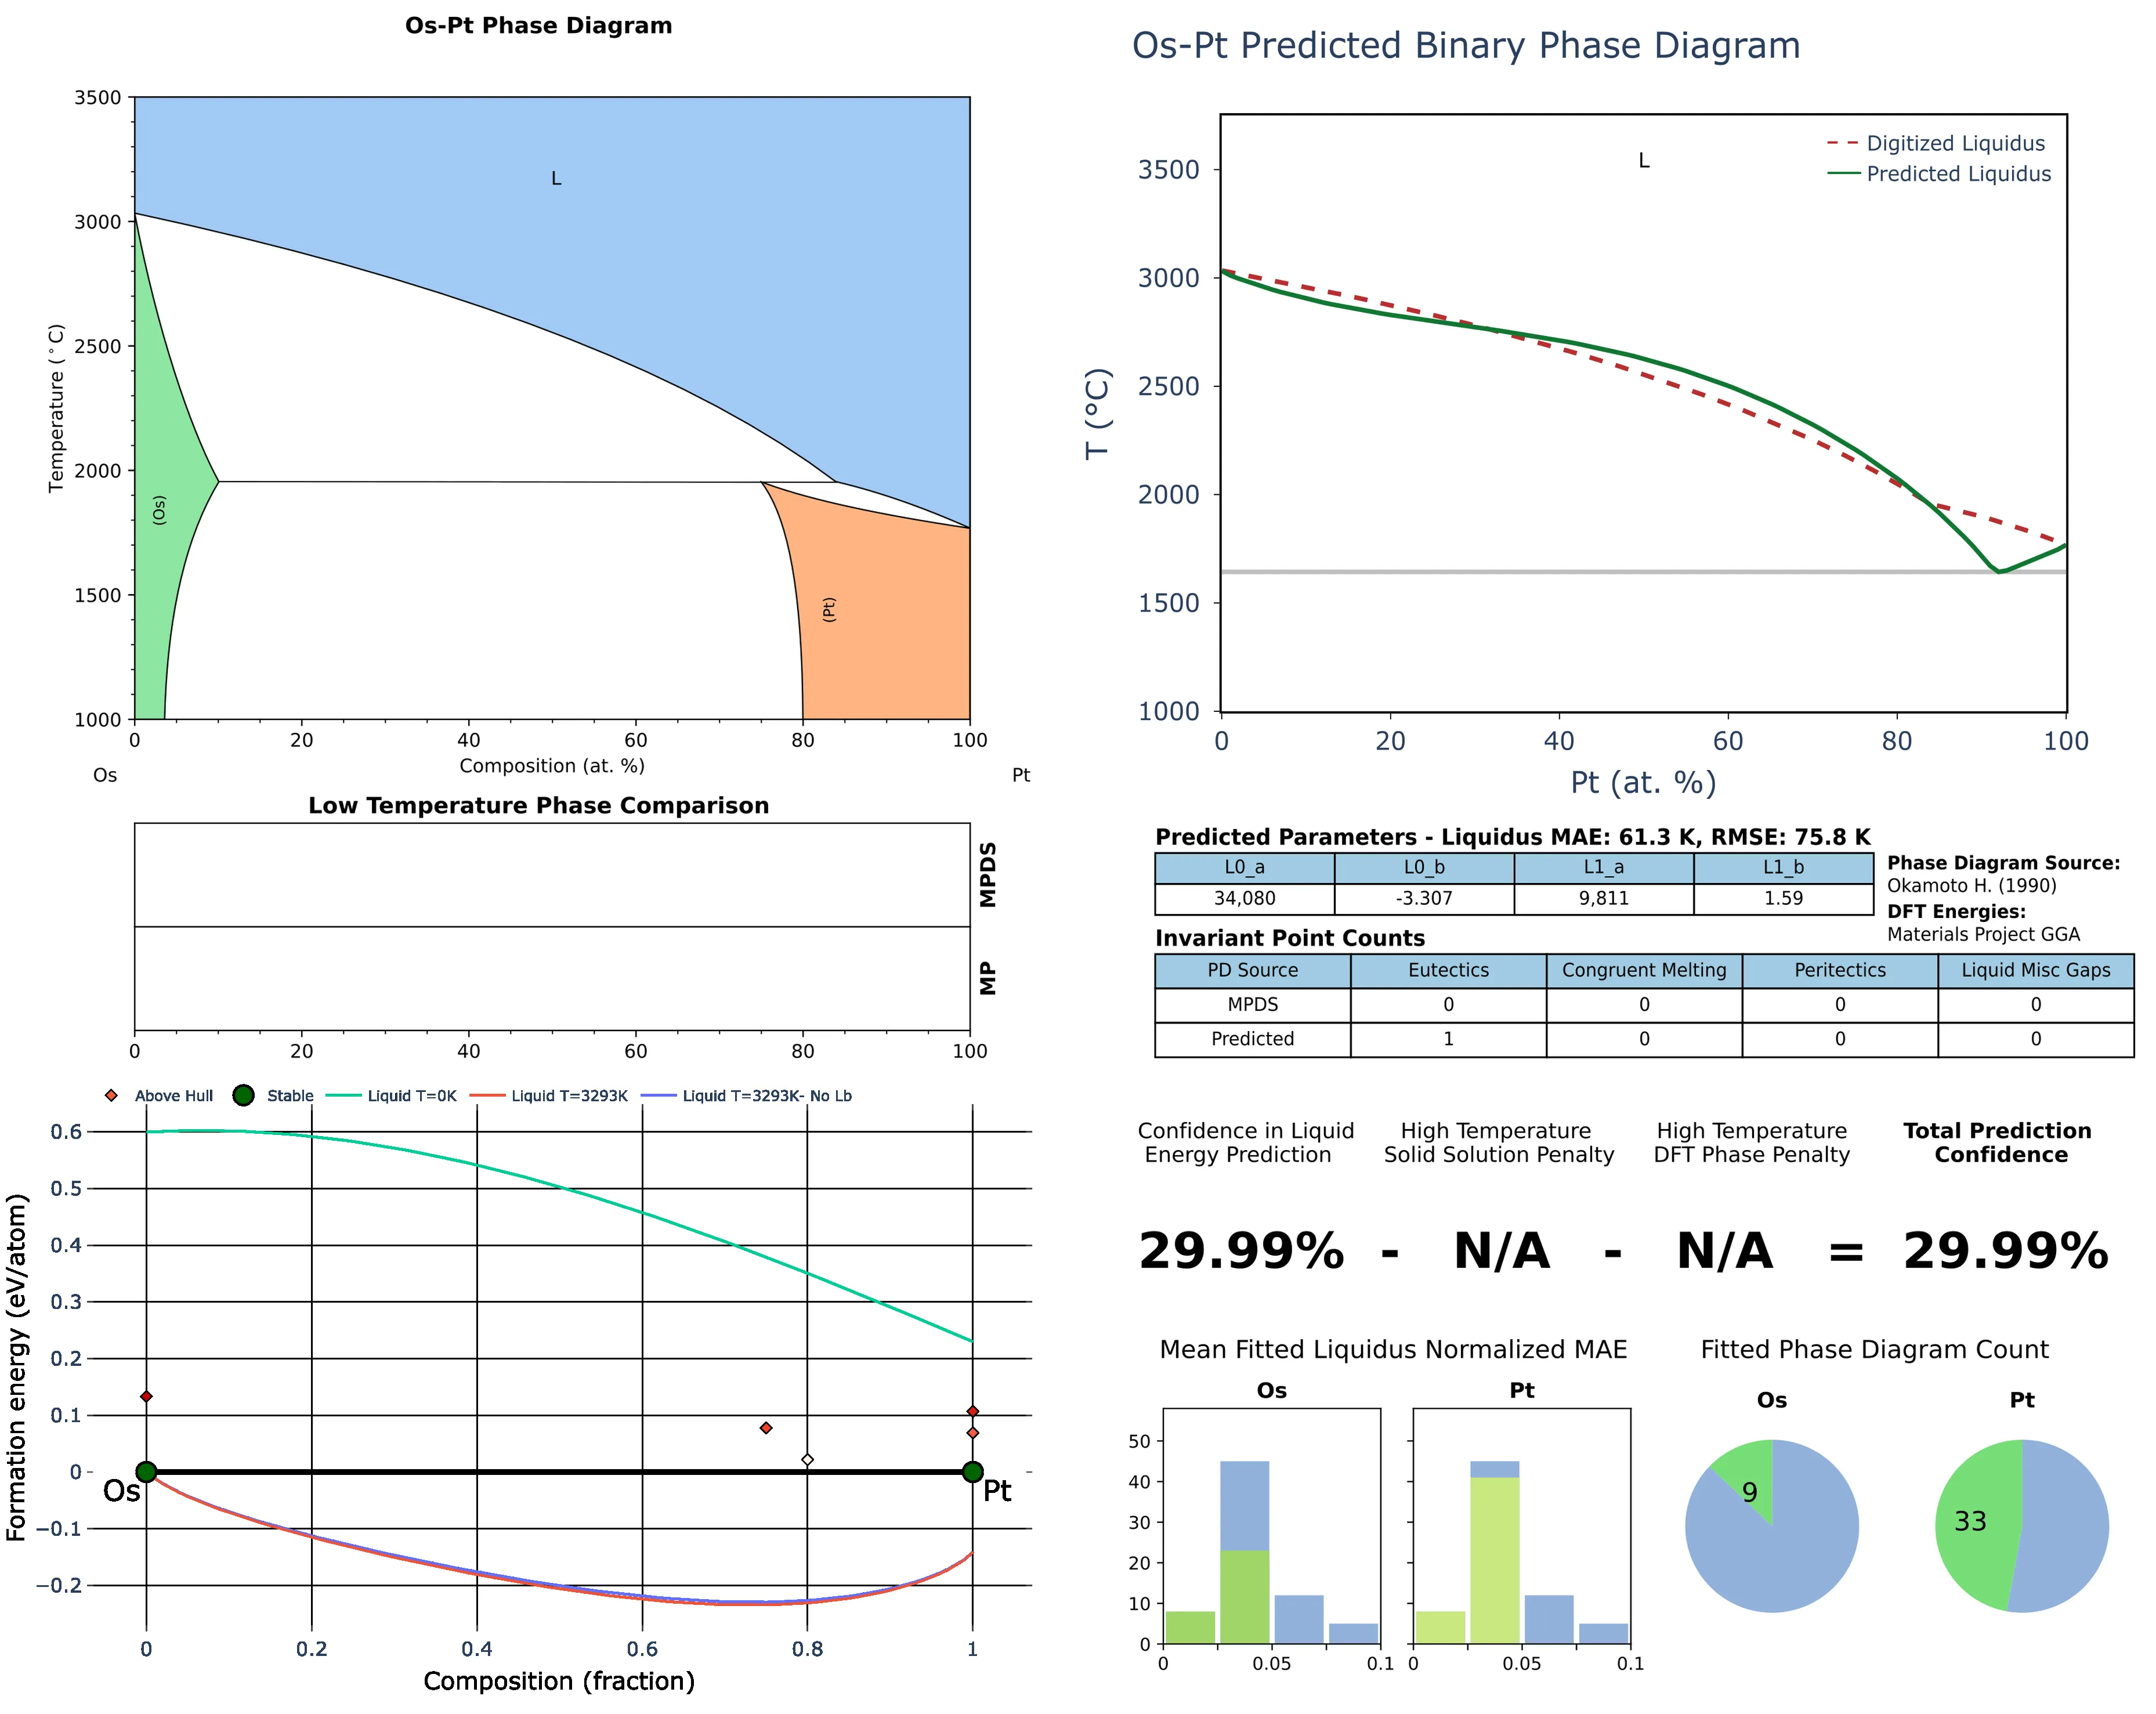 Os-Pt Phase Diagram
3500
3000
2500
2000
1500
1000
Temperature (°C)
L
(Os)
(Pt)
0 20 40 60 80 100
Composition (at. %)
Os Pt
Low Temperature Phase Comparison
MPDS
MP
0 20 40 60 80 100
Above Hull Stable Liquid T=0K Liquid T=3293K Liquid T=3293K- No Lb
0.6
0.5
0.4
0.3
0.2
0.1
0
−0.1
−0.2
Formation energy (eV/atom)
Os Pt
0 0.2 0.4 0.6 0.8 1
Composition (fraction)
Os-Pt Predicted Binary Phase Diagram
L
Digitized Liquidus
Predicted Liquidus
3500
3000
2500
2000
1500
1000
T (°C)
0 20 40 60 80 100
Pt (at. %)
Predicted Parameters - Liquidus MAE: 61.3 K, RMSE: 75.8 K
L0_a L0_b L1_a L1_b
34,080 -3.307 9,811 1.59
Phase Diagram Source:
Okamoto H. (1990)
DFT Energies:
Materials Project GGA
Invariant Point Counts
PD Source Eutectics Congruent Melting Peritectics Liquid Misc Gaps
MPDS 0 0 0 0
Predicted 1 0 0 0
Confidence in Liquid High Temperature High Temperature Total Prediction
Energy Prediction Solid Solution Penalty DFT Phase Penalty Confidence
29.99% - N/A - N/A = 29.99%
Mean Fitted Liquidus Normalized MAE
Os Pt
50
40
30
20
10
0
0 0.05 0.1 0 0.05 0.1
Fitted Phase Diagram Count
Os Pt
9 33